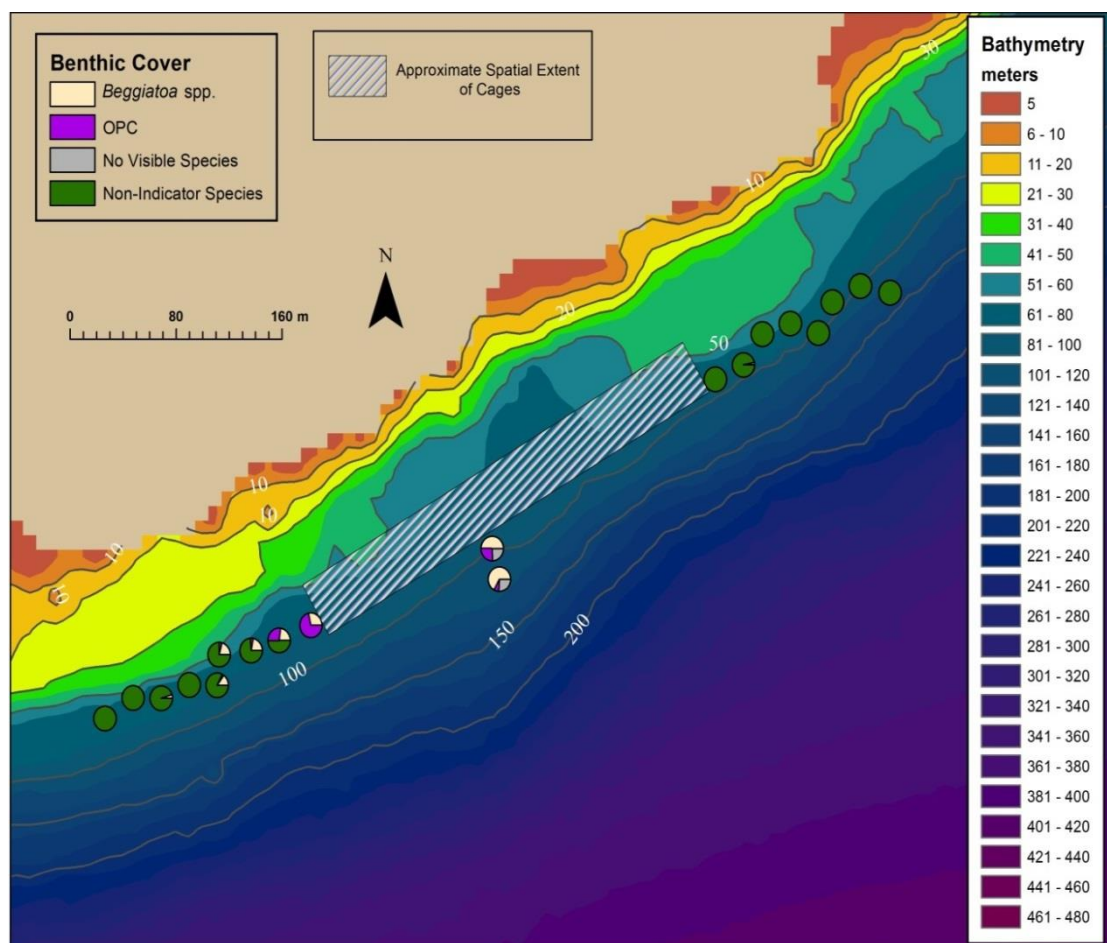 Benthic Cover
Beggiatoa spp.
OPC
No Visible Species
Non-Indicator Species
Approximate Spatial Extent
of Cages
N
0 80 160 m
50
10
20
50
10
10
10
10
100
150
200
Bathymetry
meters
5
6 - 10
11 - 20
21 - 30
31 - 40
41 - 50
51 - 60
61 - 80
81 - 100
101 - 120
121 - 140
141 - 160
161 - 180
181 - 200
201 - 220
221 - 240
241 - 260
281 - 300
301 - 320
321 - 340
341 - 360
361 - 380
381 - 400
401 - 420
421 - 440
441 - 460
461 - 480